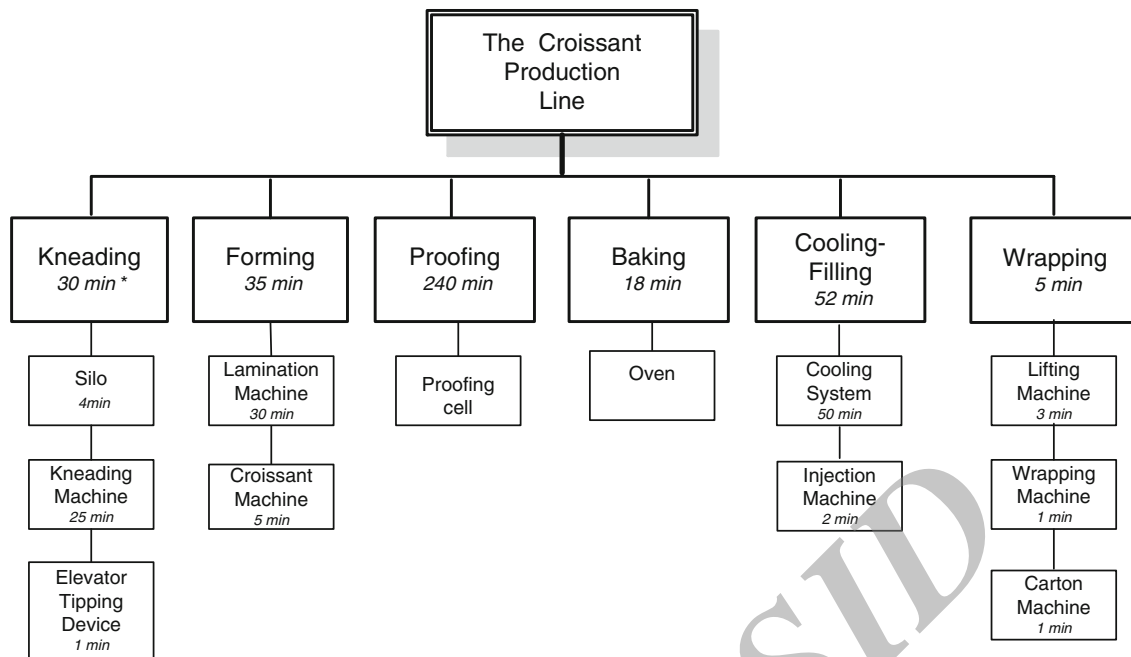 The Croissant
Production
Line
Kneading
30 min *
Silo
4min
Kneading
Machine
25 min
Elevator
Tipping
Device
1 min
Forming
35 min
Lamination
Machine
30 min
Croissant
Machine
5 min
Proofing
240 min
Proofing
cell
Baking
18 min
Oven
Cooling-
Filling
52 min
Cooling
System
50 min
Injection
Machine
2 min
Wrapping
5 min
Lifting
Machine
3 min
Wrapping
Machine
1 min
Carton
Machine
1 min
SID